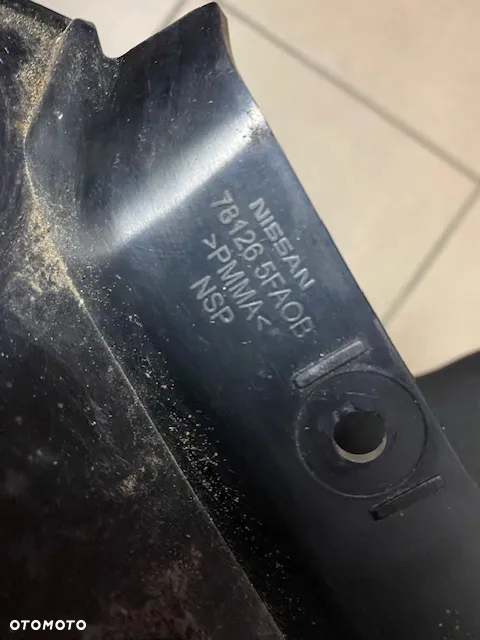 NISSAN
78126 5FA0B
>PMMA<
NSP
OTOMOTO